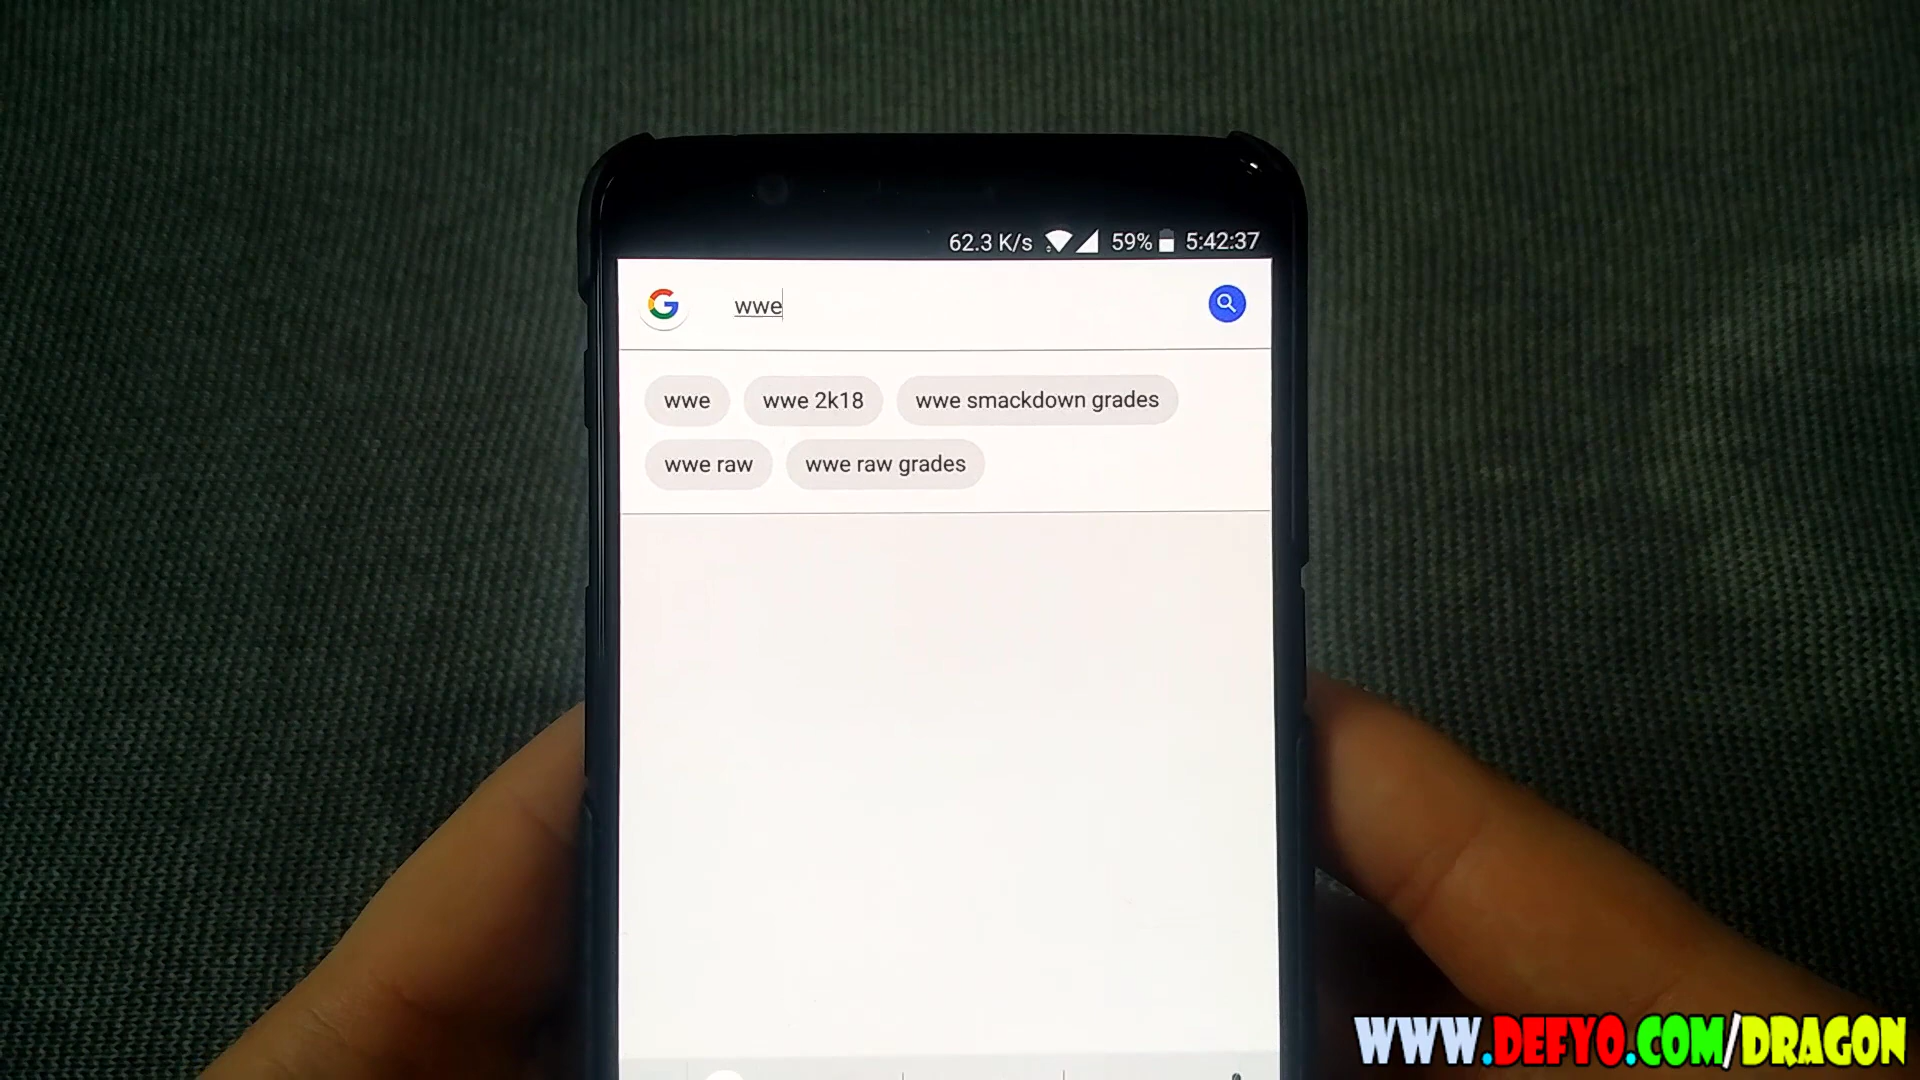 62.3 K/s 59% 5:42:37
wwe
wwe wwe 2k18 wwe smackdown grades
wwe raw wwe raw grades
WWW.DEFYO.COM/DRAGON